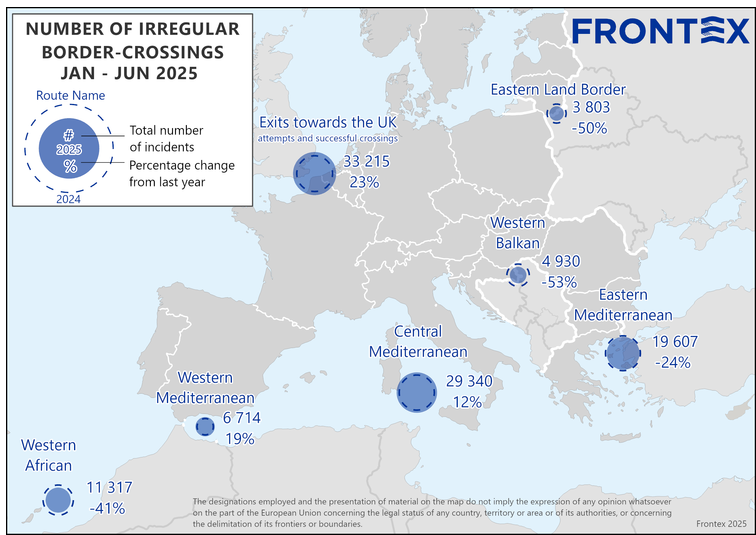 NUMBER OF IRREGULAR
BORDER-CROSSINGS
JAN - JUN 2025
Route Name
#
2025
%
2024
Total number
of incidents
Percentage change
from last year
FRONTEX
Eastern Land Border
3 803
-50%
Exits towards the UK
attempts and successful crossings
33 215
23%
Western
Balkan
4 930
-53%
Eastern
Mediterranean
19 607
-24%
Central
Mediterranean
29 340
12%
Western
Mediterranean
6 714
19%
Western
African
11 317
-41%
The designations employed and the presentation of material on the map do not imply the expression of any opinion whatsoever
on the part of the European Union concerning the legal status of any country, territory or area or of its authorities, or concerning
the delimitation of its frontiers or boundaries.
Frontex 2025